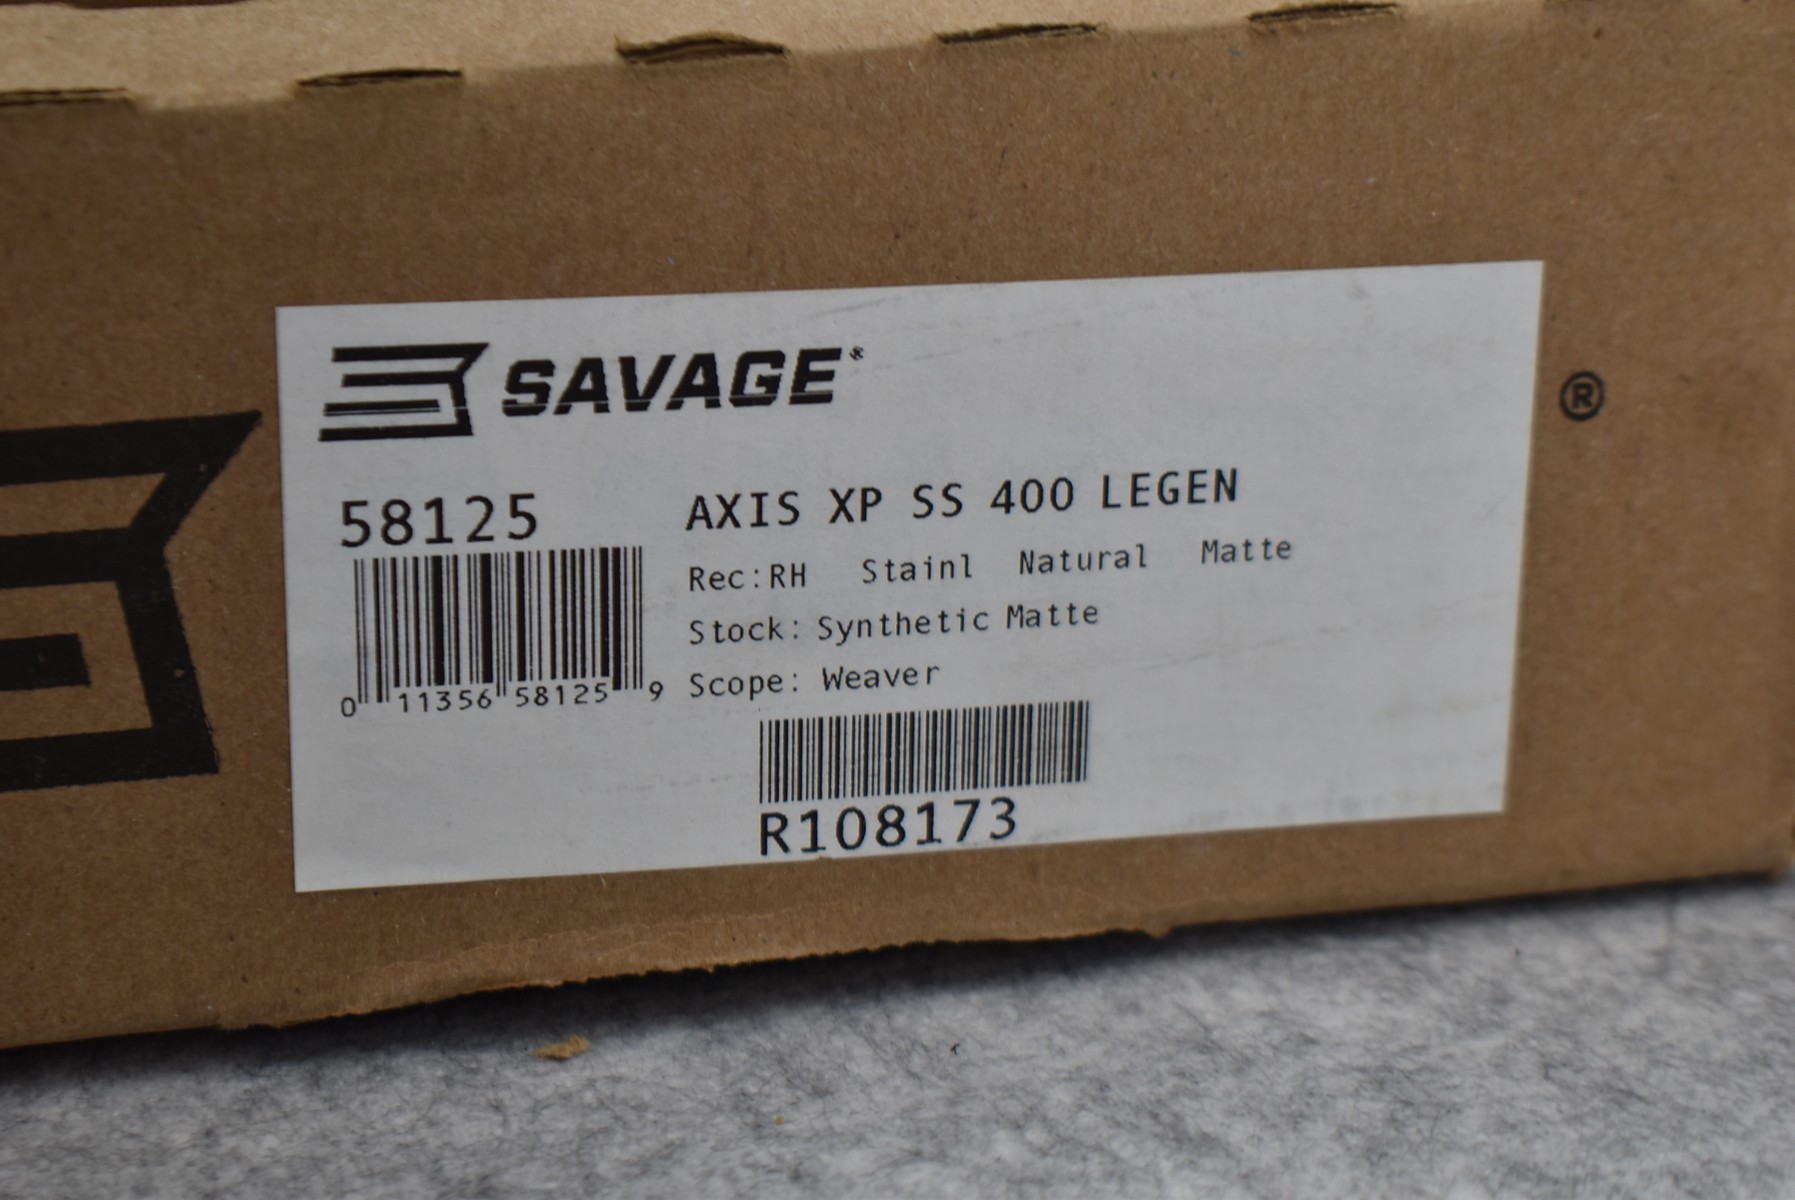 SAVAGE®
58125
AXIS XP SS 400 LEGEN
Rec:RH Stainl Natural Matte
Stock: Synthetic Matte
Scope: Weaver
0 11356 58125 9
R108173
®